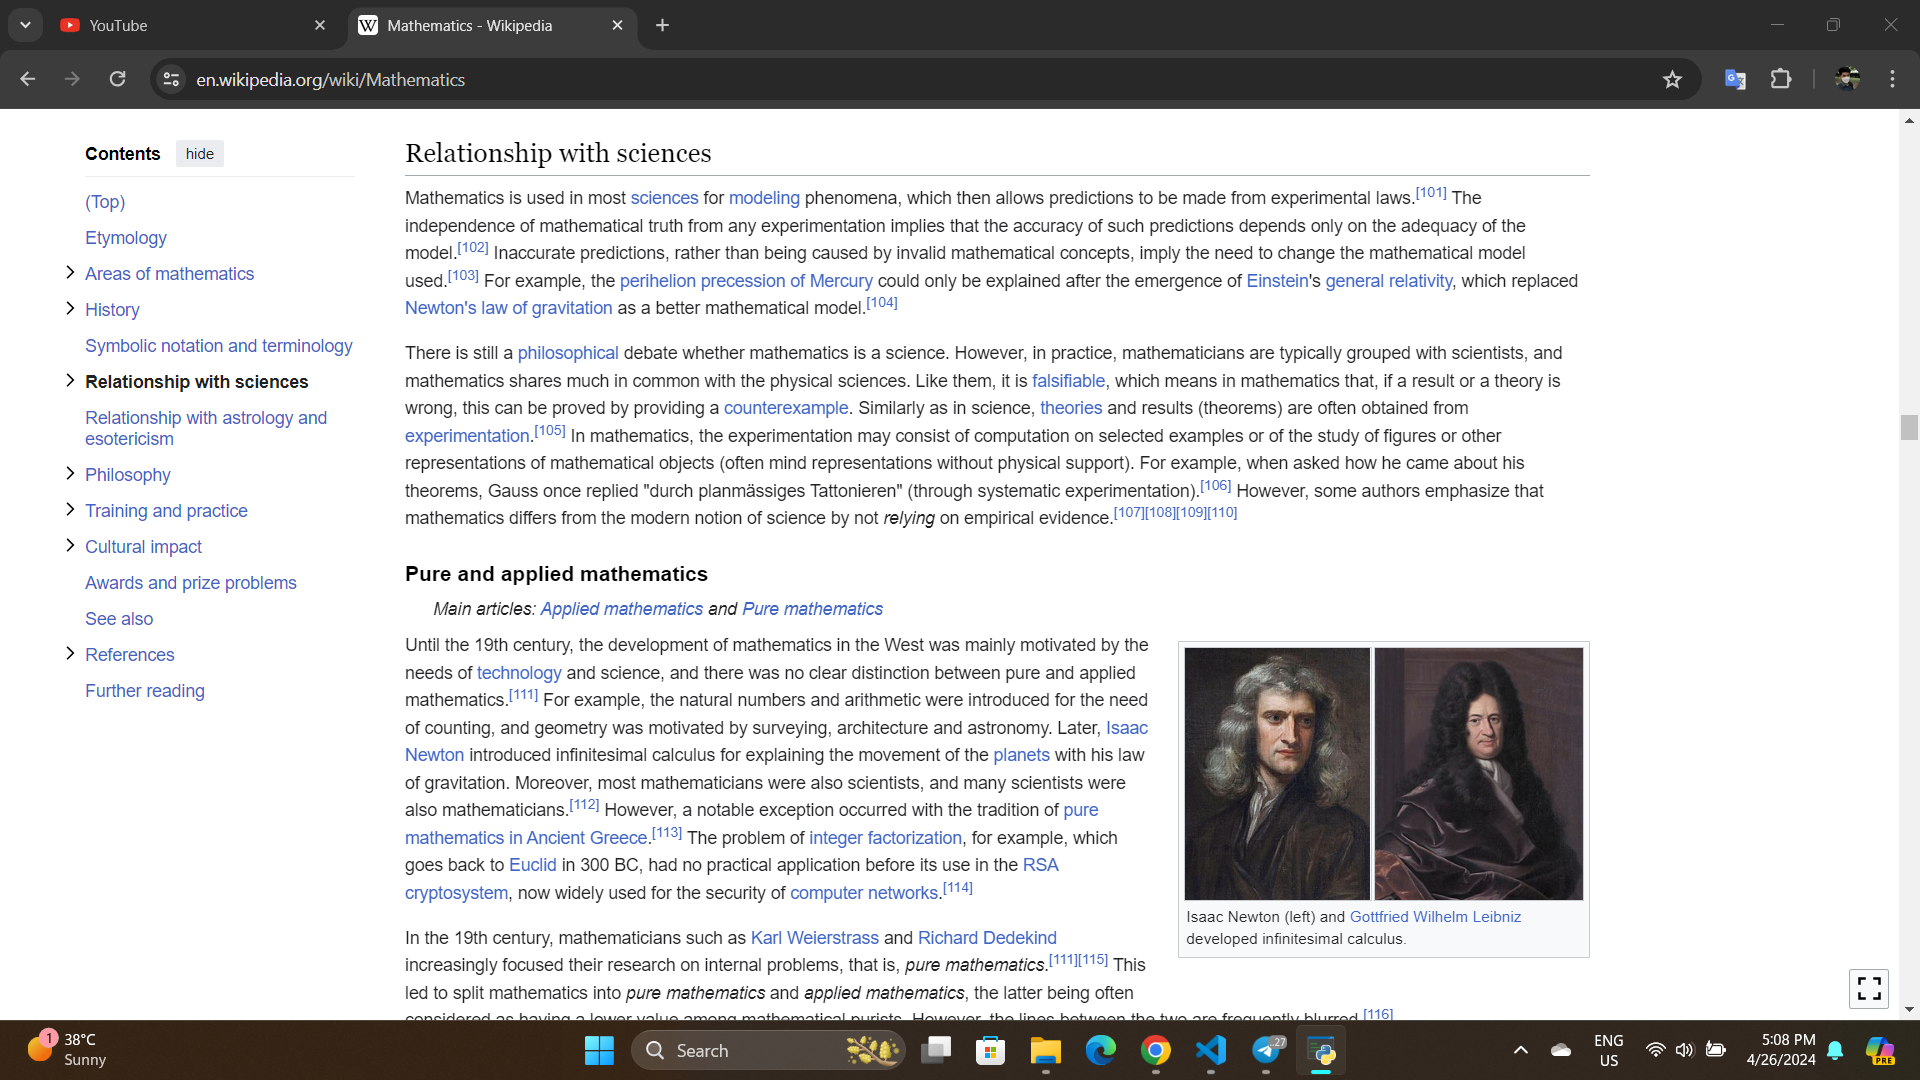 YouTube
Mathematics - Wikipedia
en.wikipedia.org/wiki/Mathematics
Contents
hide
(Top)
Etymology
Areas of mathematics
History
Symbolic notation and terminology
Relationship with sciences
Relationship with astrology and
esotericism
Philosophy
Training and practice
Cultural impact
Awards and prize problems
See also
References
Further reading
Relationship with sciences
Mathematics is used in most sciences for modeling phenomena, which then allows predictions to be made from experimental laws.[101] The
independence of mathematical truth from any experimentation implies that the accuracy of such predictions depends only on the adequacy of the
model.[102] Inaccurate predictions, rather than being caused by invalid mathematical concepts, imply the need to change the mathematical model
used.[103] For example, the perihelion precession of Mercury could only be explained after the emergence of Einstein's general relativity, which replaced
Newton's law of gravitation as a better mathematical model.[104]
There is still a philosophical debate whether mathematics is a science. However, in practice, mathematicians are typically grouped with scientists, and
mathematics shares much in common with the physical sciences. Like them, it is falsifiable, which means in mathematics that, if a result or a theory is
wrong, this can be proved by providing a counterexample. Similarly as in science, theories and results (theorems) are often obtained from
experimentation.[105] In mathematics, the experimentation may consist of computation on selected examples or of the study of figures or other
representations of mathematical objects (often mind representations without physical support). For example, when asked how he came about his
theorems, Gauss once replied "durch planmässiges Tattonieren" (through systematic experimentation).[106] However, some authors emphasize that
mathematics differs from the modern notion of science by not relying on empirical evidence.[107][108][109][110]
Pure and applied mathematics
Main articles: Applied mathematics and Pure mathematics
Until the 19th century, the development of mathematics in the West was mainly motivated by the
needs of technology and science, and there was no clear distinction between pure and applied
mathematics.[111] For example, the natural numbers and arithmetic were introduced for the need
of counting, and geometry was motivated by surveying, architecture and astronomy. Later, Isaac
Newton introduced infinitesimal calculus for explaining the movement of the planets with his law
of gravitation. Moreover, most mathematicians were also scientists, and many scientists were
also mathematicians.[112] However, a notable exception occurred with the tradition of pure
mathematics in Ancient Greece.[113] The problem of integer factorization, for example, which
goes back to Euclid in 300 BC, had no practical application before its use in the RSA
cryptosystem, now widely used for the security of computer networks.[114]
Isaac Newton (left) and Gottfried Wilhelm Leibniz
developed infinitesimal calculus.
In the 19th century, mathematicians such as Karl Weierstrass and Richard Dedekind
increasingly focused their research on internal problems, that is, pure mathematics.[111][115] This
led to split mathematics into pure mathematics and applied mathematics, the latter being often
considered as having a lower value among mathematical purists. However, the lines between the two are frequently blurred.[116]
1
38°C
Sunny
Search
27
ENG
US
5:08 PM
4/26/2024
PRE